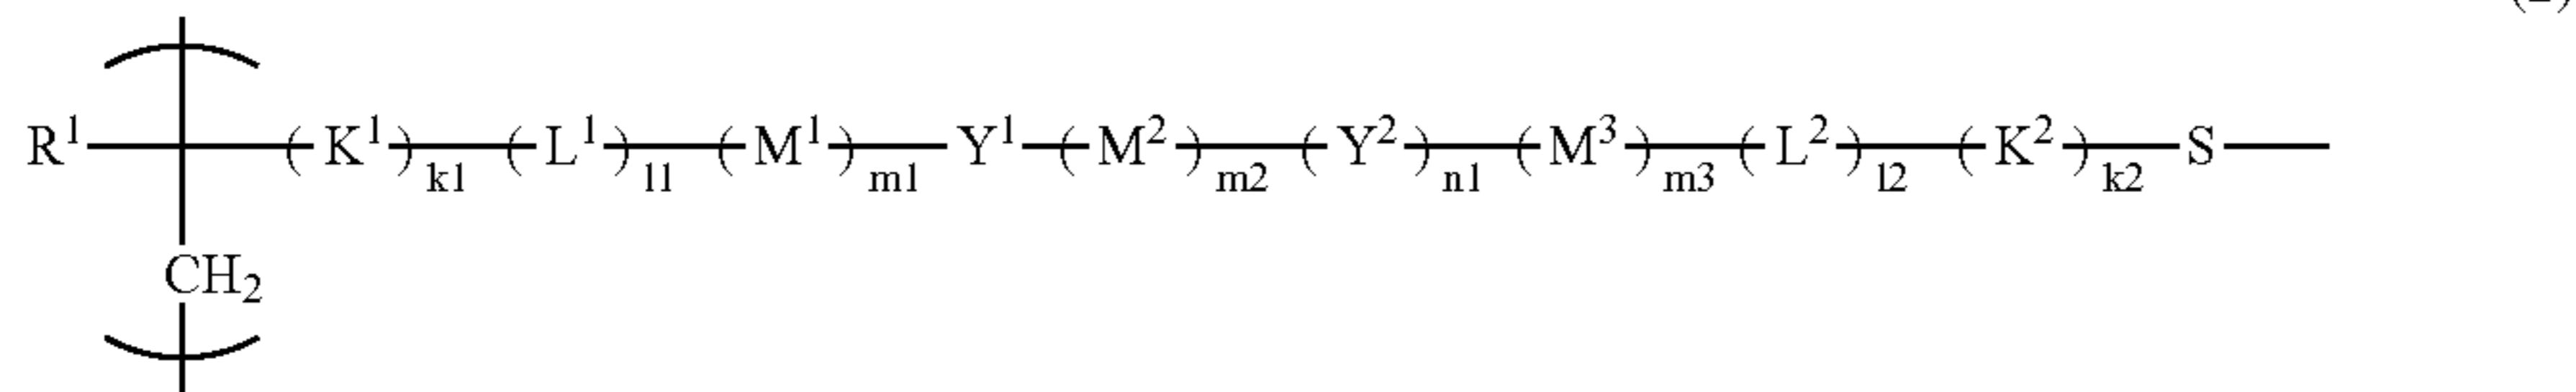 R¹ ( K¹ )k1 ( L¹ )l1 ( M¹ )m1 Y¹ ( M² )m2 ( Y² )n1 ( M³ )m3 ( L² )l2 ( K² )k2 S
CH₂